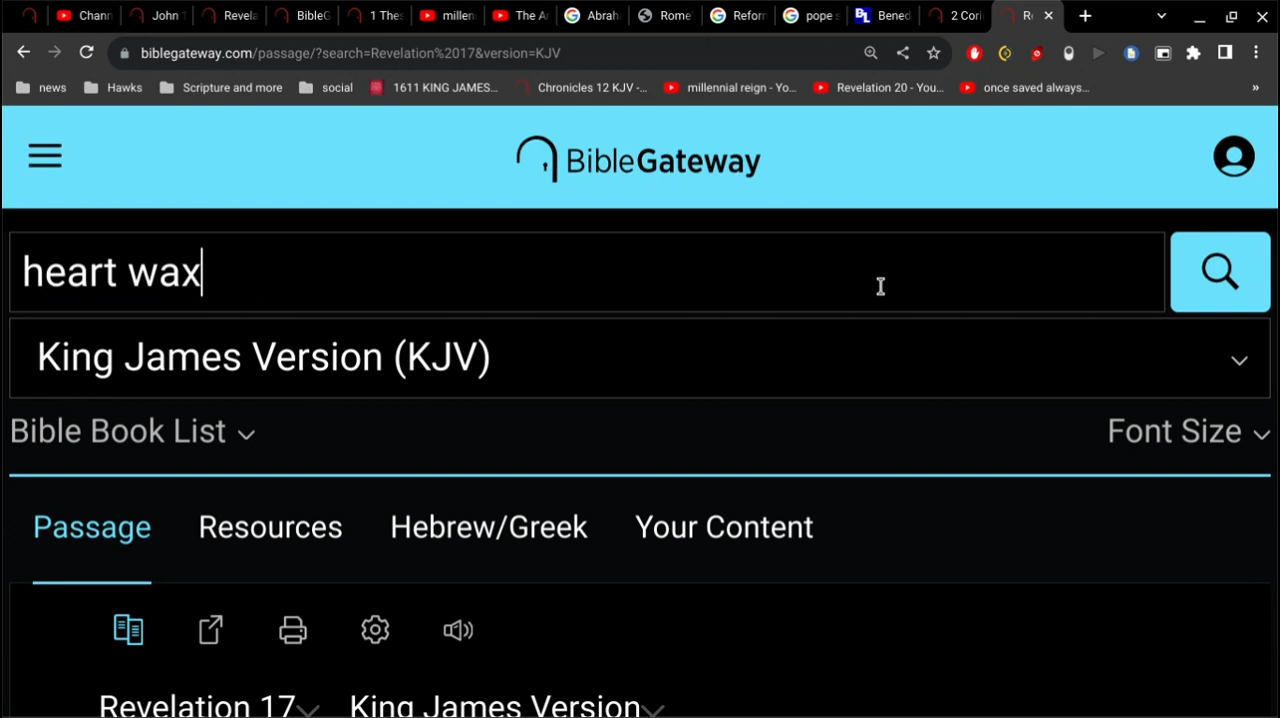 Chann John 1 Revela BibleG 1 Thes millen The A Abrah Rome' Reform pope s Bened 2 Cori Re
biblegateway.com/passage/?search=Revelation%2017&version=KJV
news Hawks Scripture and more social 1611 KING JAMES... Chronicles 12 KJV -... millennial reign - Yo... Revelation 20 - You... once saved always... »
BibleGateway
heart wax
King James Version (KJV)
Bible Book List Font Size
Passage Resources Hebrew/Greek Your Content
Revelation 17 King James Version